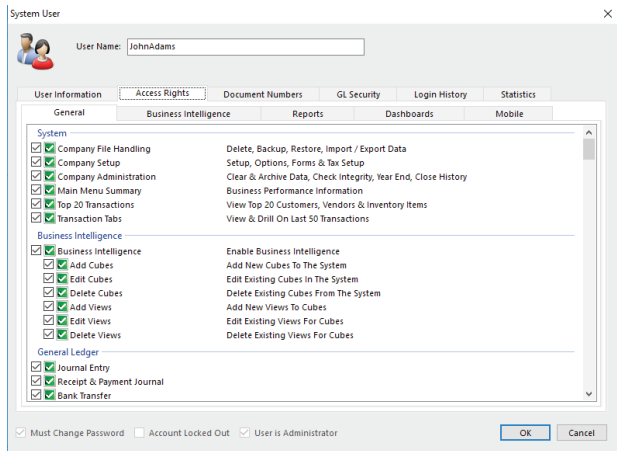 System User
User Name: JohnAdams
User Information Access Rights Document Numbers GL Security Login History Statistics
General Business Intelligence Reports Dashboards Mobile
System
Company File Handling Delete, Backup, Restore, Import / Export Data
Company Setup Setup, Options, Forms & Tax Setup
Company Administration Clear & Archive Data, Check Integrity, Year End, Close History
Main Menu Summary Business Performance Information
Top 20 Transactions View Top 20 Customers, Vendors & Inventory Items
Transaction Tabs View & Drill On Last 50 Transactions
Business Intelligence
Business Intelligence Enable Business Intelligence
Add Cubes Add New Cubes To The System
Edit Cubes Edit Existing Cubes In The System
Delete Cubes Delete Existing Cubes From The System
Add Views Add New Views To Cubes
Edit Views Edit Existing Views For Cubes
Delete Views Delete Existing Views For Cubes
General Ledger
Journal Entry
Receipt & Payment Journal
Bank Transfer
Must Change Password Account Locked Out User is Administrator OK Cancel